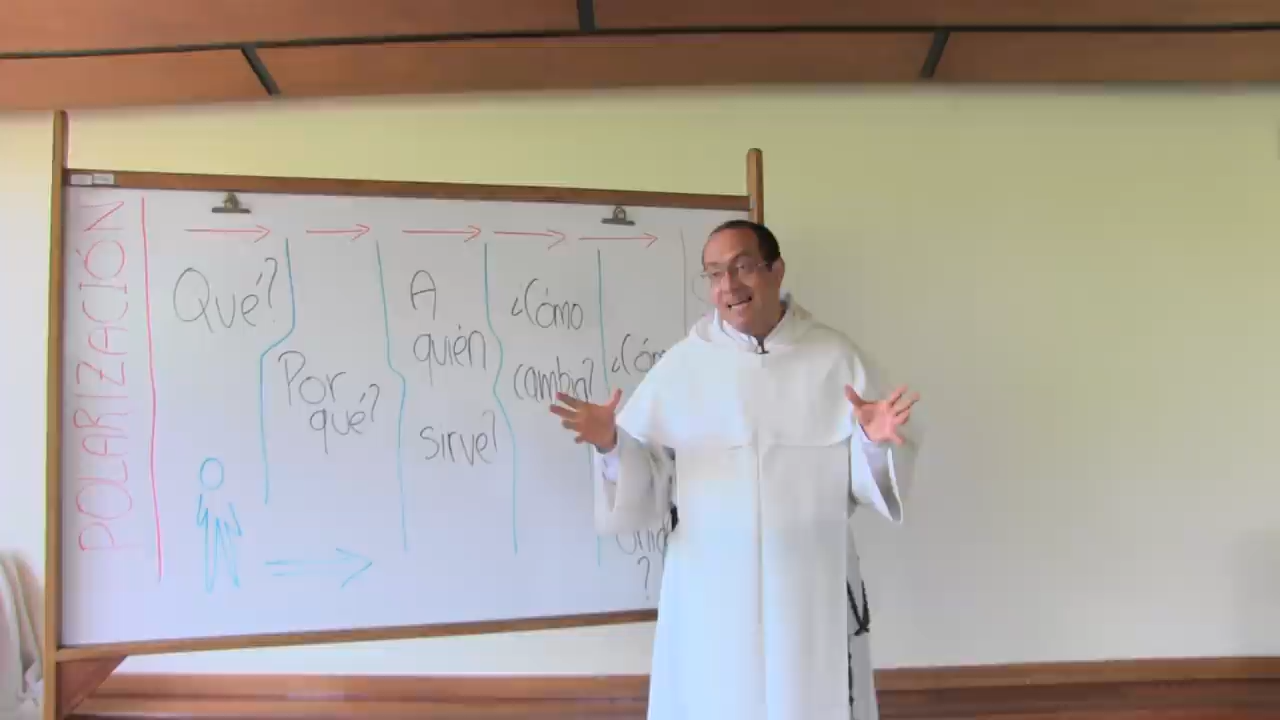 POLARIZACIÓN
Qué?
Por
qué?
A
quién
sirve?
¿Cómo
cambia?
?